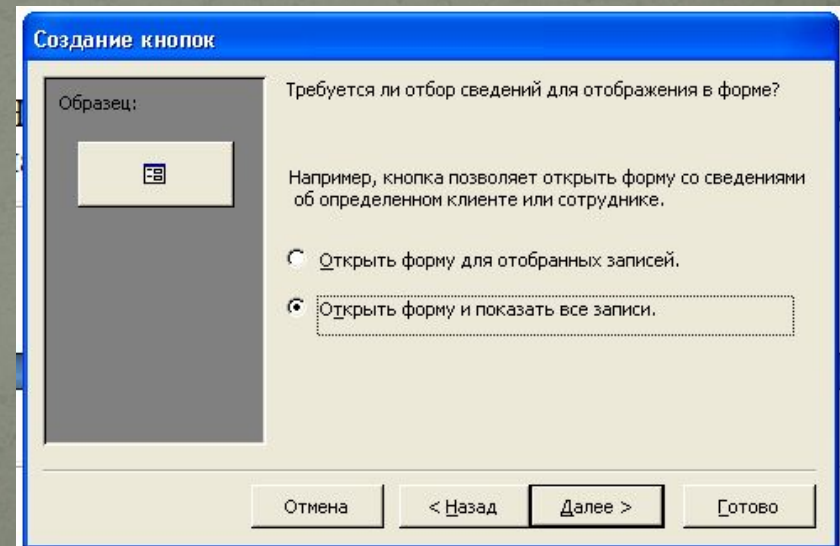 Создание кнопок
Образец:
Требуется ли отбор сведений для отображения в форме?
Например, кнопка позволяет открыть форму со сведениями
об определенном клиенте или сотруднике.
Открыть форму для отобранных записей.
Открыть форму и показать все записи.
Отмена
< Назад
Далее >
Готово